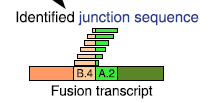 Identified junction sequence
B.4 A.2
Fusion transcript